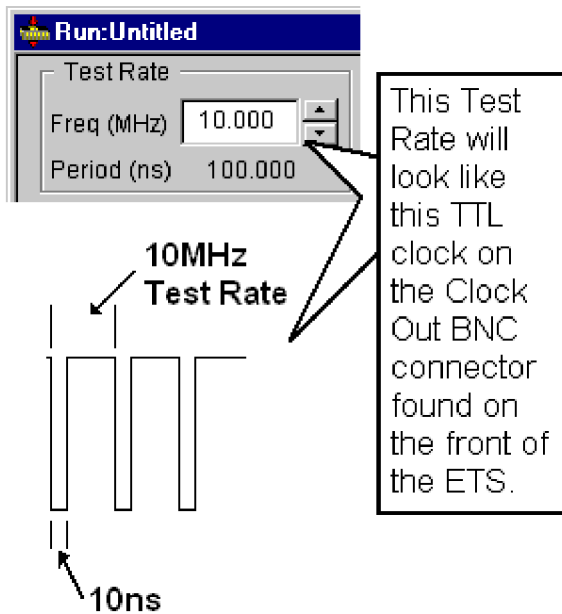 Run:Untitled
Test Rate
Freq (MHz) 10.000
Period (ns) 100.000
This Test
Rate will
look like
this TTL
clock on
the Clock
Out BNC
connector
found on
the front of
the ETS.
10MHz
Test Rate
10ns